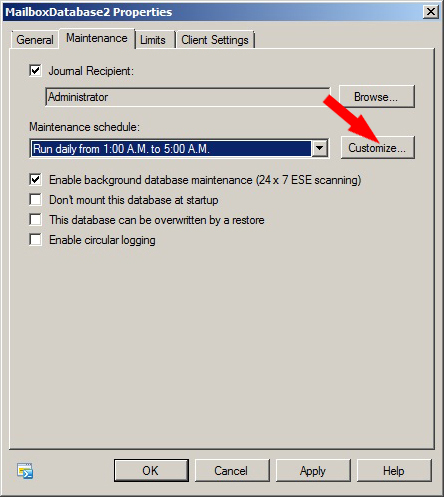 MailboxDatabase2 Properties
General Maintenance Limits Client Settings
Journal Recipient:
Administrator Browse...
Maintenance schedule:
Run daily from 1:00 A.M. to 5:00 A.M. Customize...
Enable background database maintenance (24 x 7 ESE scanning)
Don't mount this database at startup
This database can be overwritten by a restore
Enable circular logging
OK Cancel Apply Help